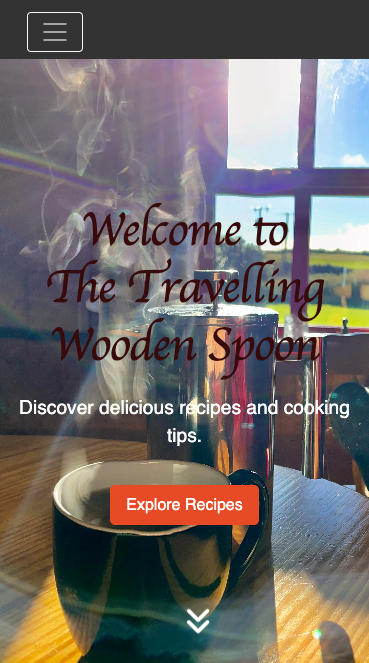 Welcome to
The Travelling
Wooden Spoon
Discover delicious recipes and cooking
tips.
Explore Recipes